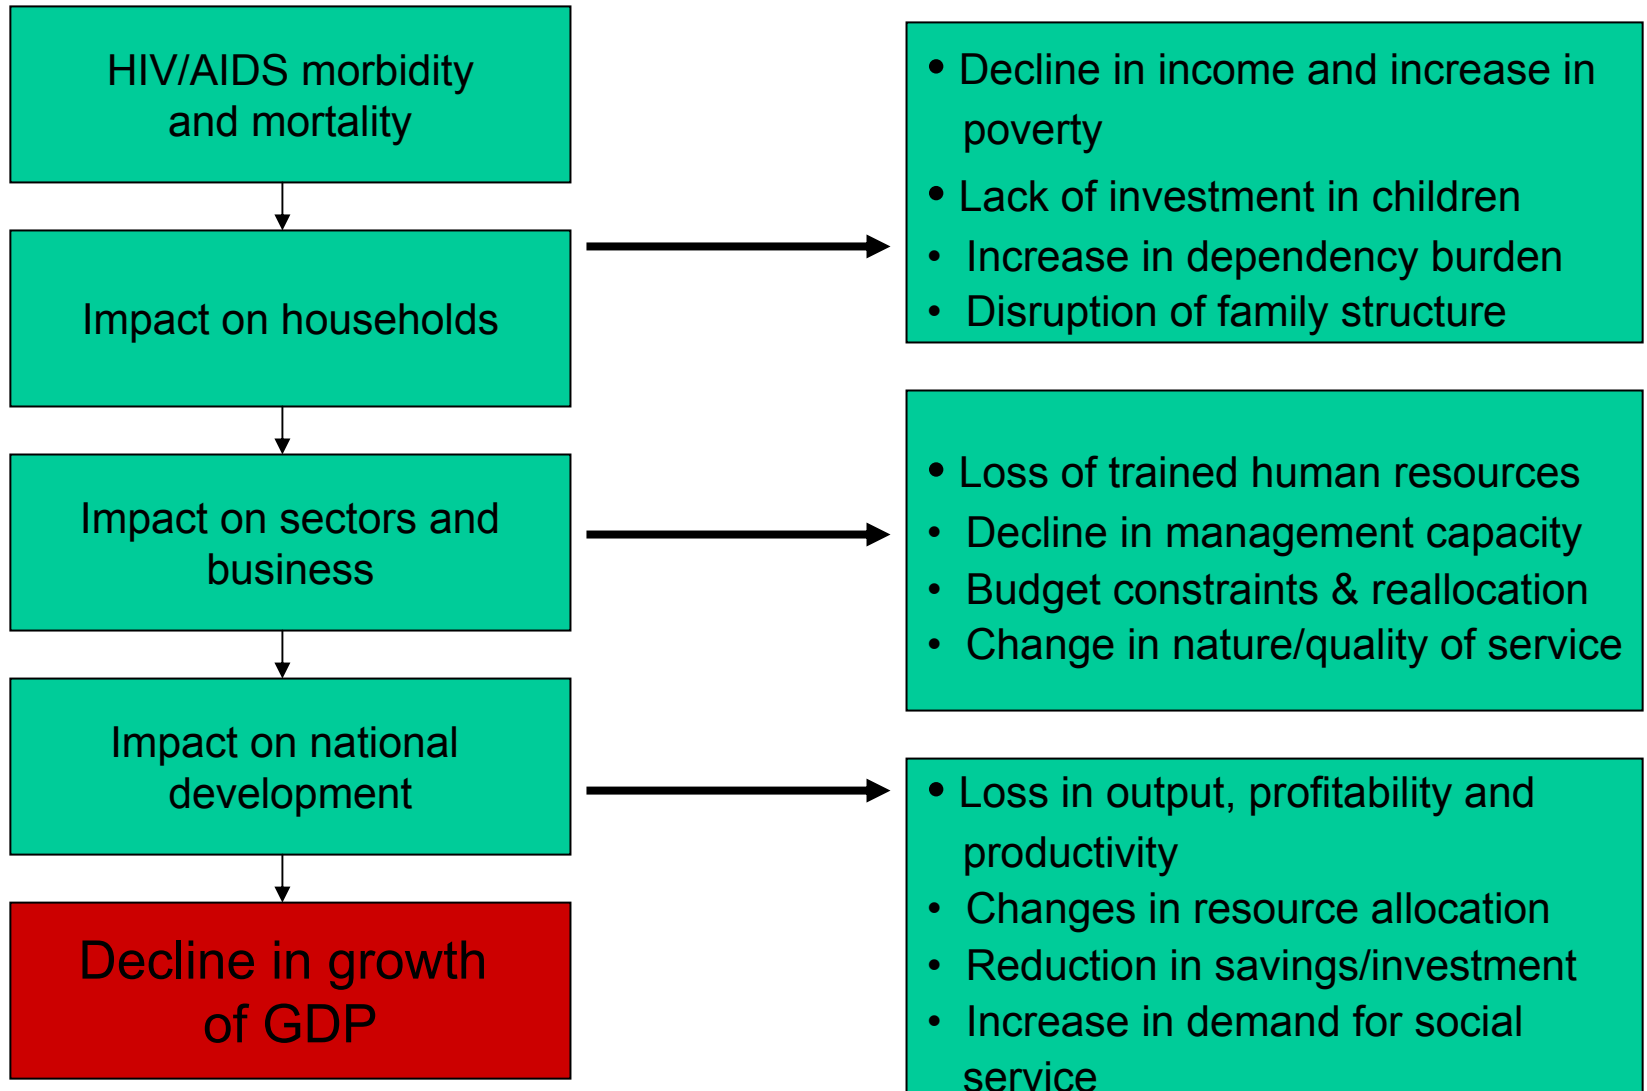 HIV/AIDS morbidity
and mortality
Impact on households
Impact on sectors and
business
Impact on national
development
Decline in growth
of GDP
• Decline in income and increase in
poverty
• Lack of investment in children
• Increase in dependency burden
• Disruption of family structure
• Loss of trained human resources
• Decline in management capacity
• Budget constraints & reallocation
• Change in nature/quality of service
• Loss in output, profitability and
productivity
• Changes in resource allocation
• Reduction in savings/investment
• Increase in demand for social
service